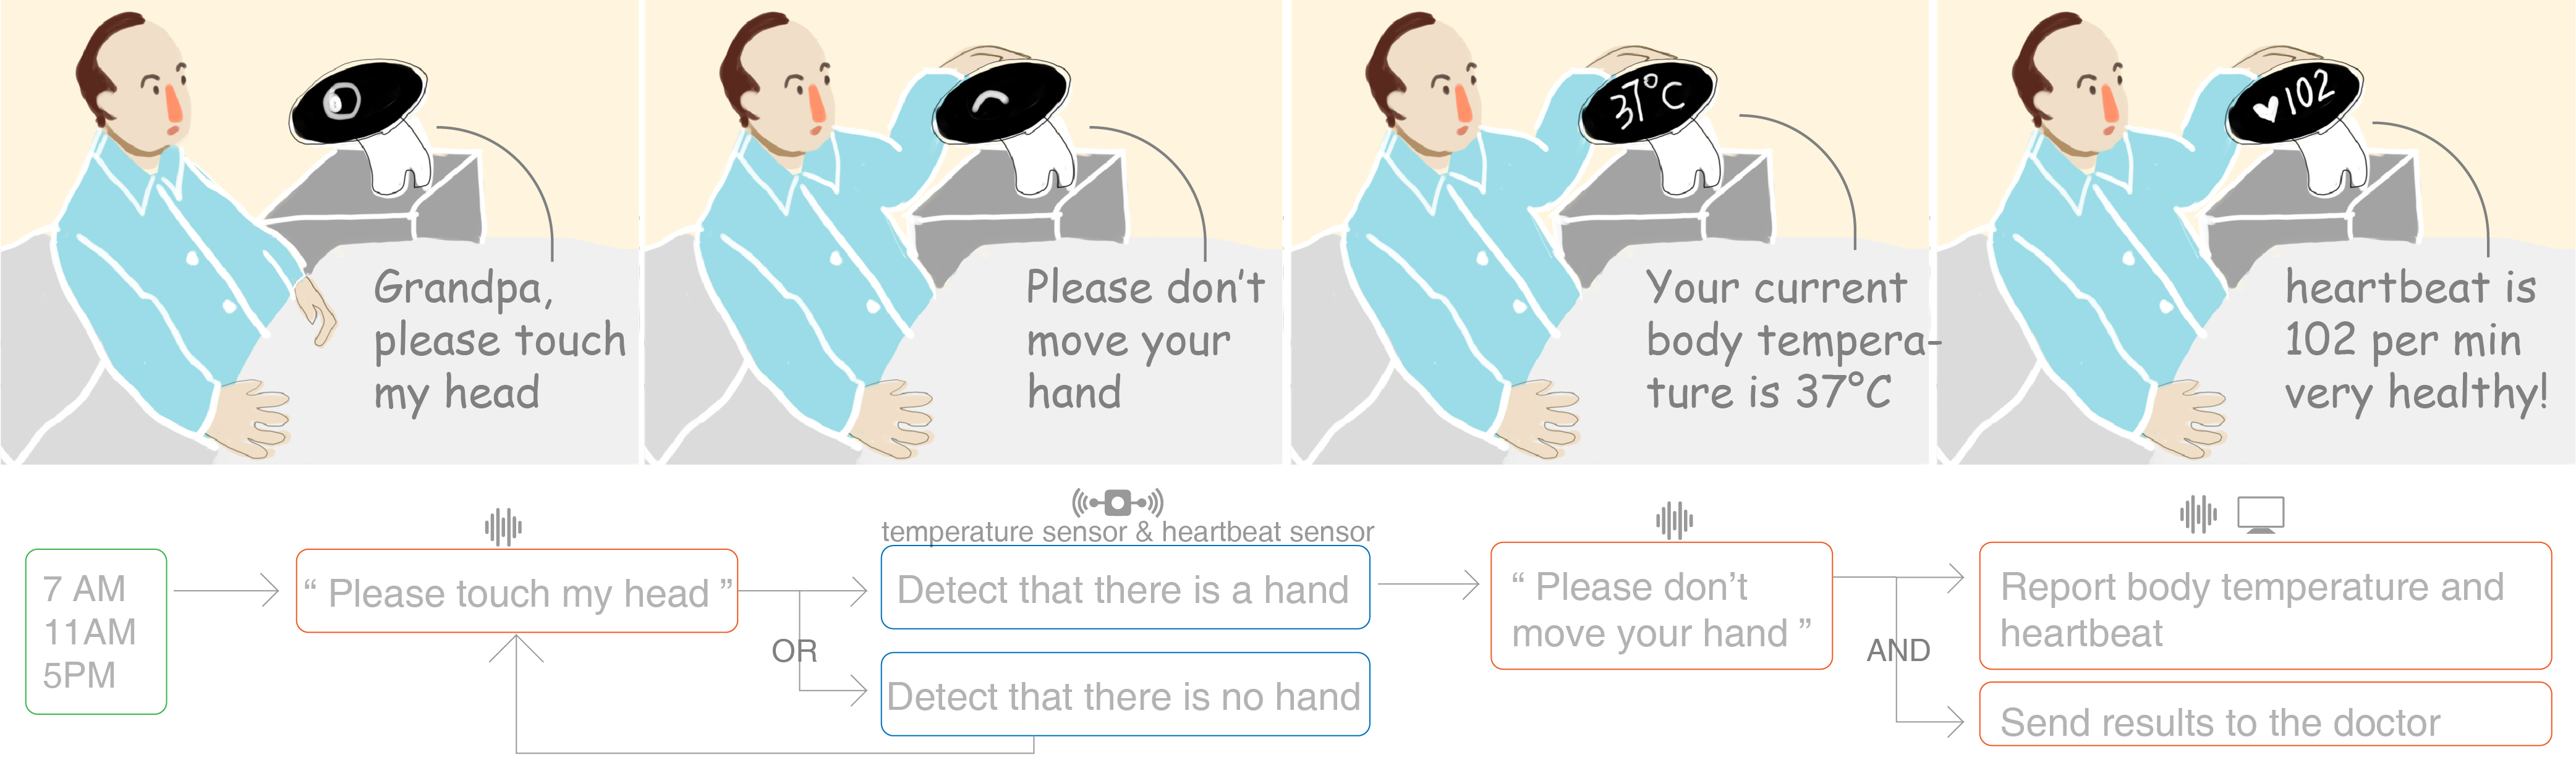 37°C
♥102
Grandpa,
please touch
my head
Please don't
move your
hand
Your current
body tempera-
ture is 37°C
heartbeat is
102 per min
very healthy!
temperature sensor & heartbeat sensor
7 AM
11AM
5PM
“ Please touch my head ”
OR
Detect that there is a hand
Detect that there is no hand
“ Please don’t
move your hand ”
AND
Report body temperature and
heartbeat
Send results to the doctor